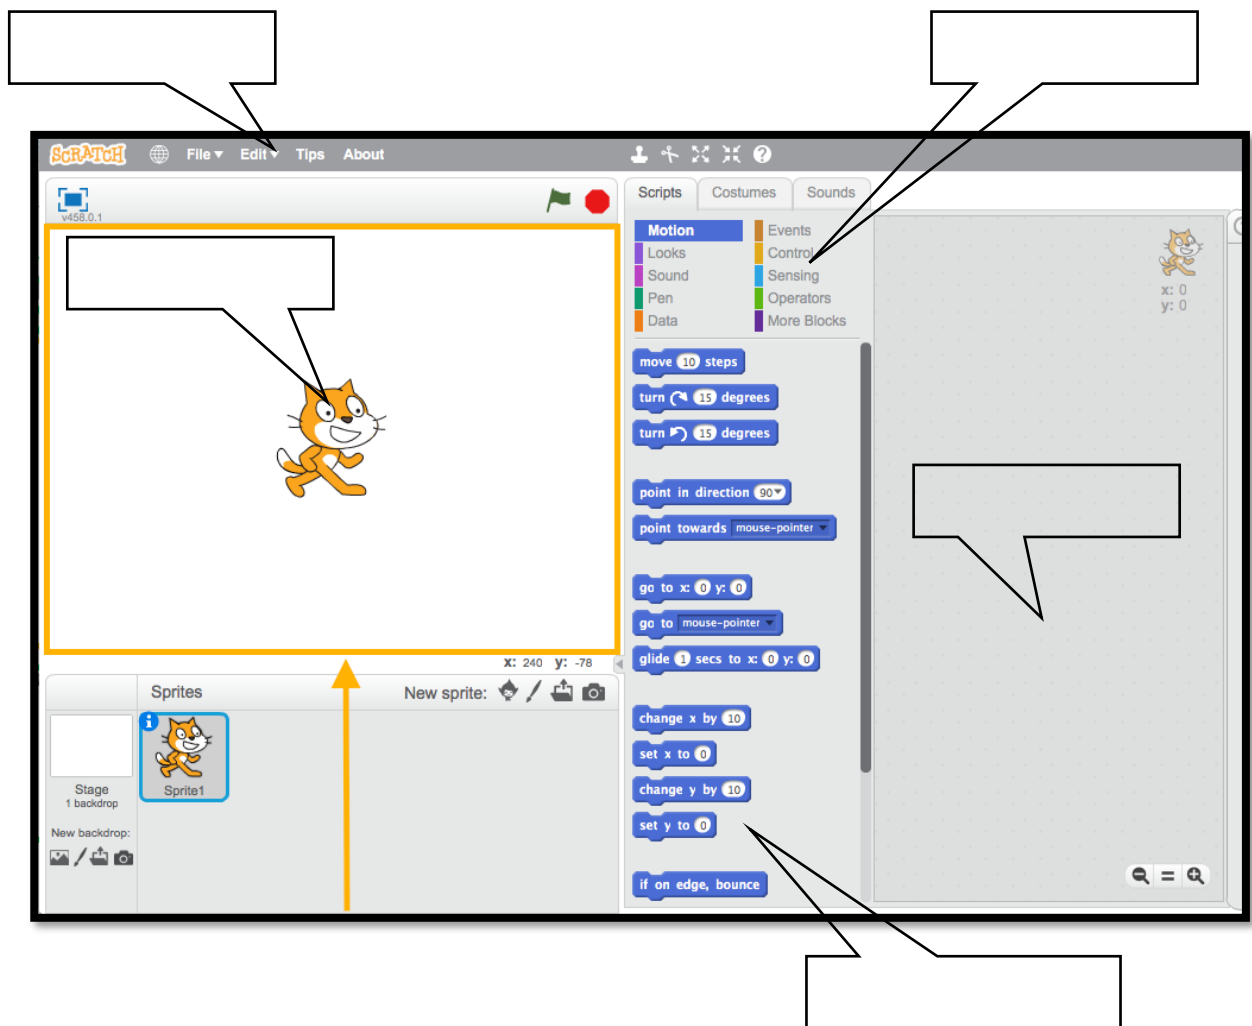 SCRATCH File Edit Tips About
v458.0.1
Scripts Costumes Sounds
Motion Events
Looks Control
Sound Sensing
Pen Operators
Data More Blocks
x: 0
y: 0
move 10 steps
turn 15 degrees
turn 15 degrees
point in direction 90
point towards mouse-pointer
go to x: 0 y: 0
go to mouse-pointer
glide 1 secs to x: 0 y: 0
change x by 10
set x to 0
change y by 10
set y to 0
if on edge, bounce
x: 240 y: -78
Sprites New sprite:
Stage
1 backdrop
Sprite1
New backdrop: